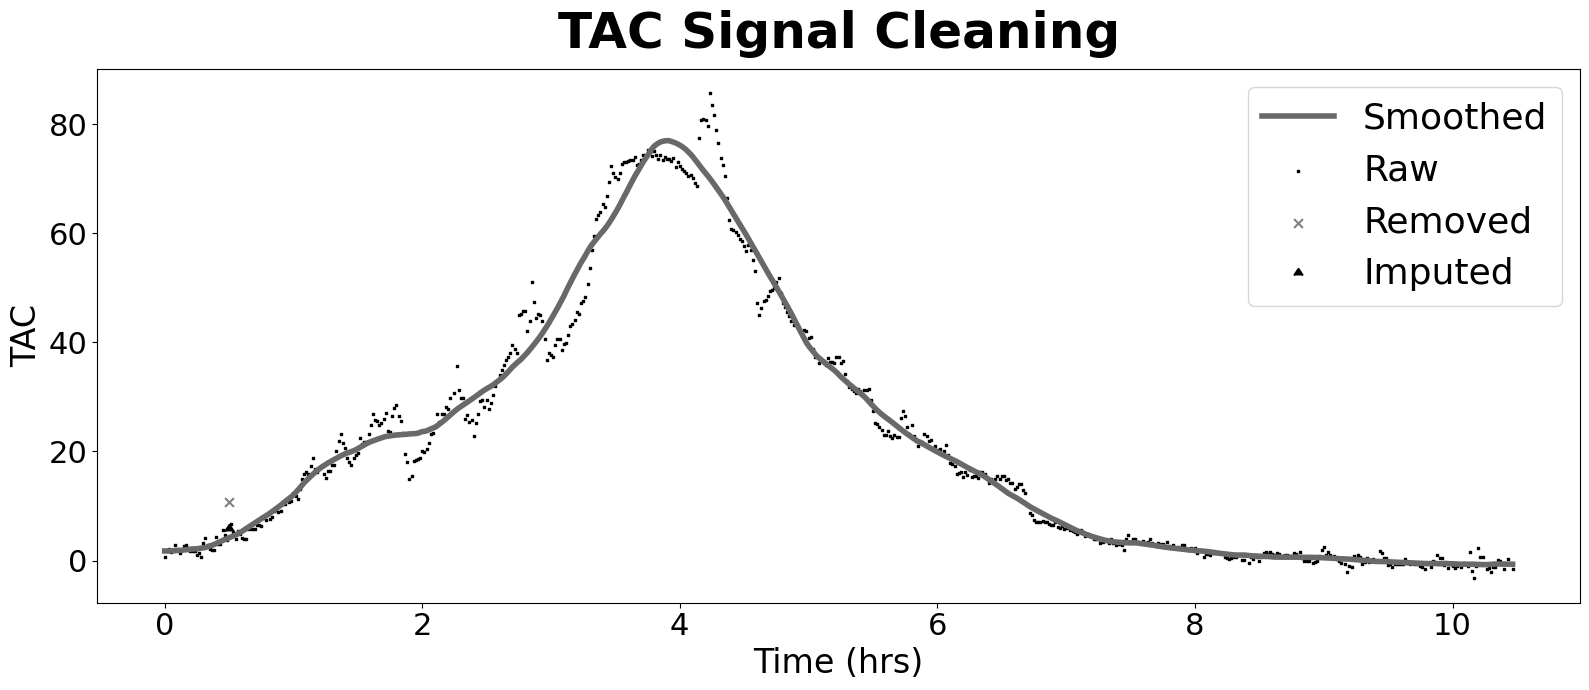 TAC Signal Cleaning
Smoothed
Raw
Removed
Imputed
TAC
80
60
40
20
0
0 2 4 6 8 10
Time (hrs)